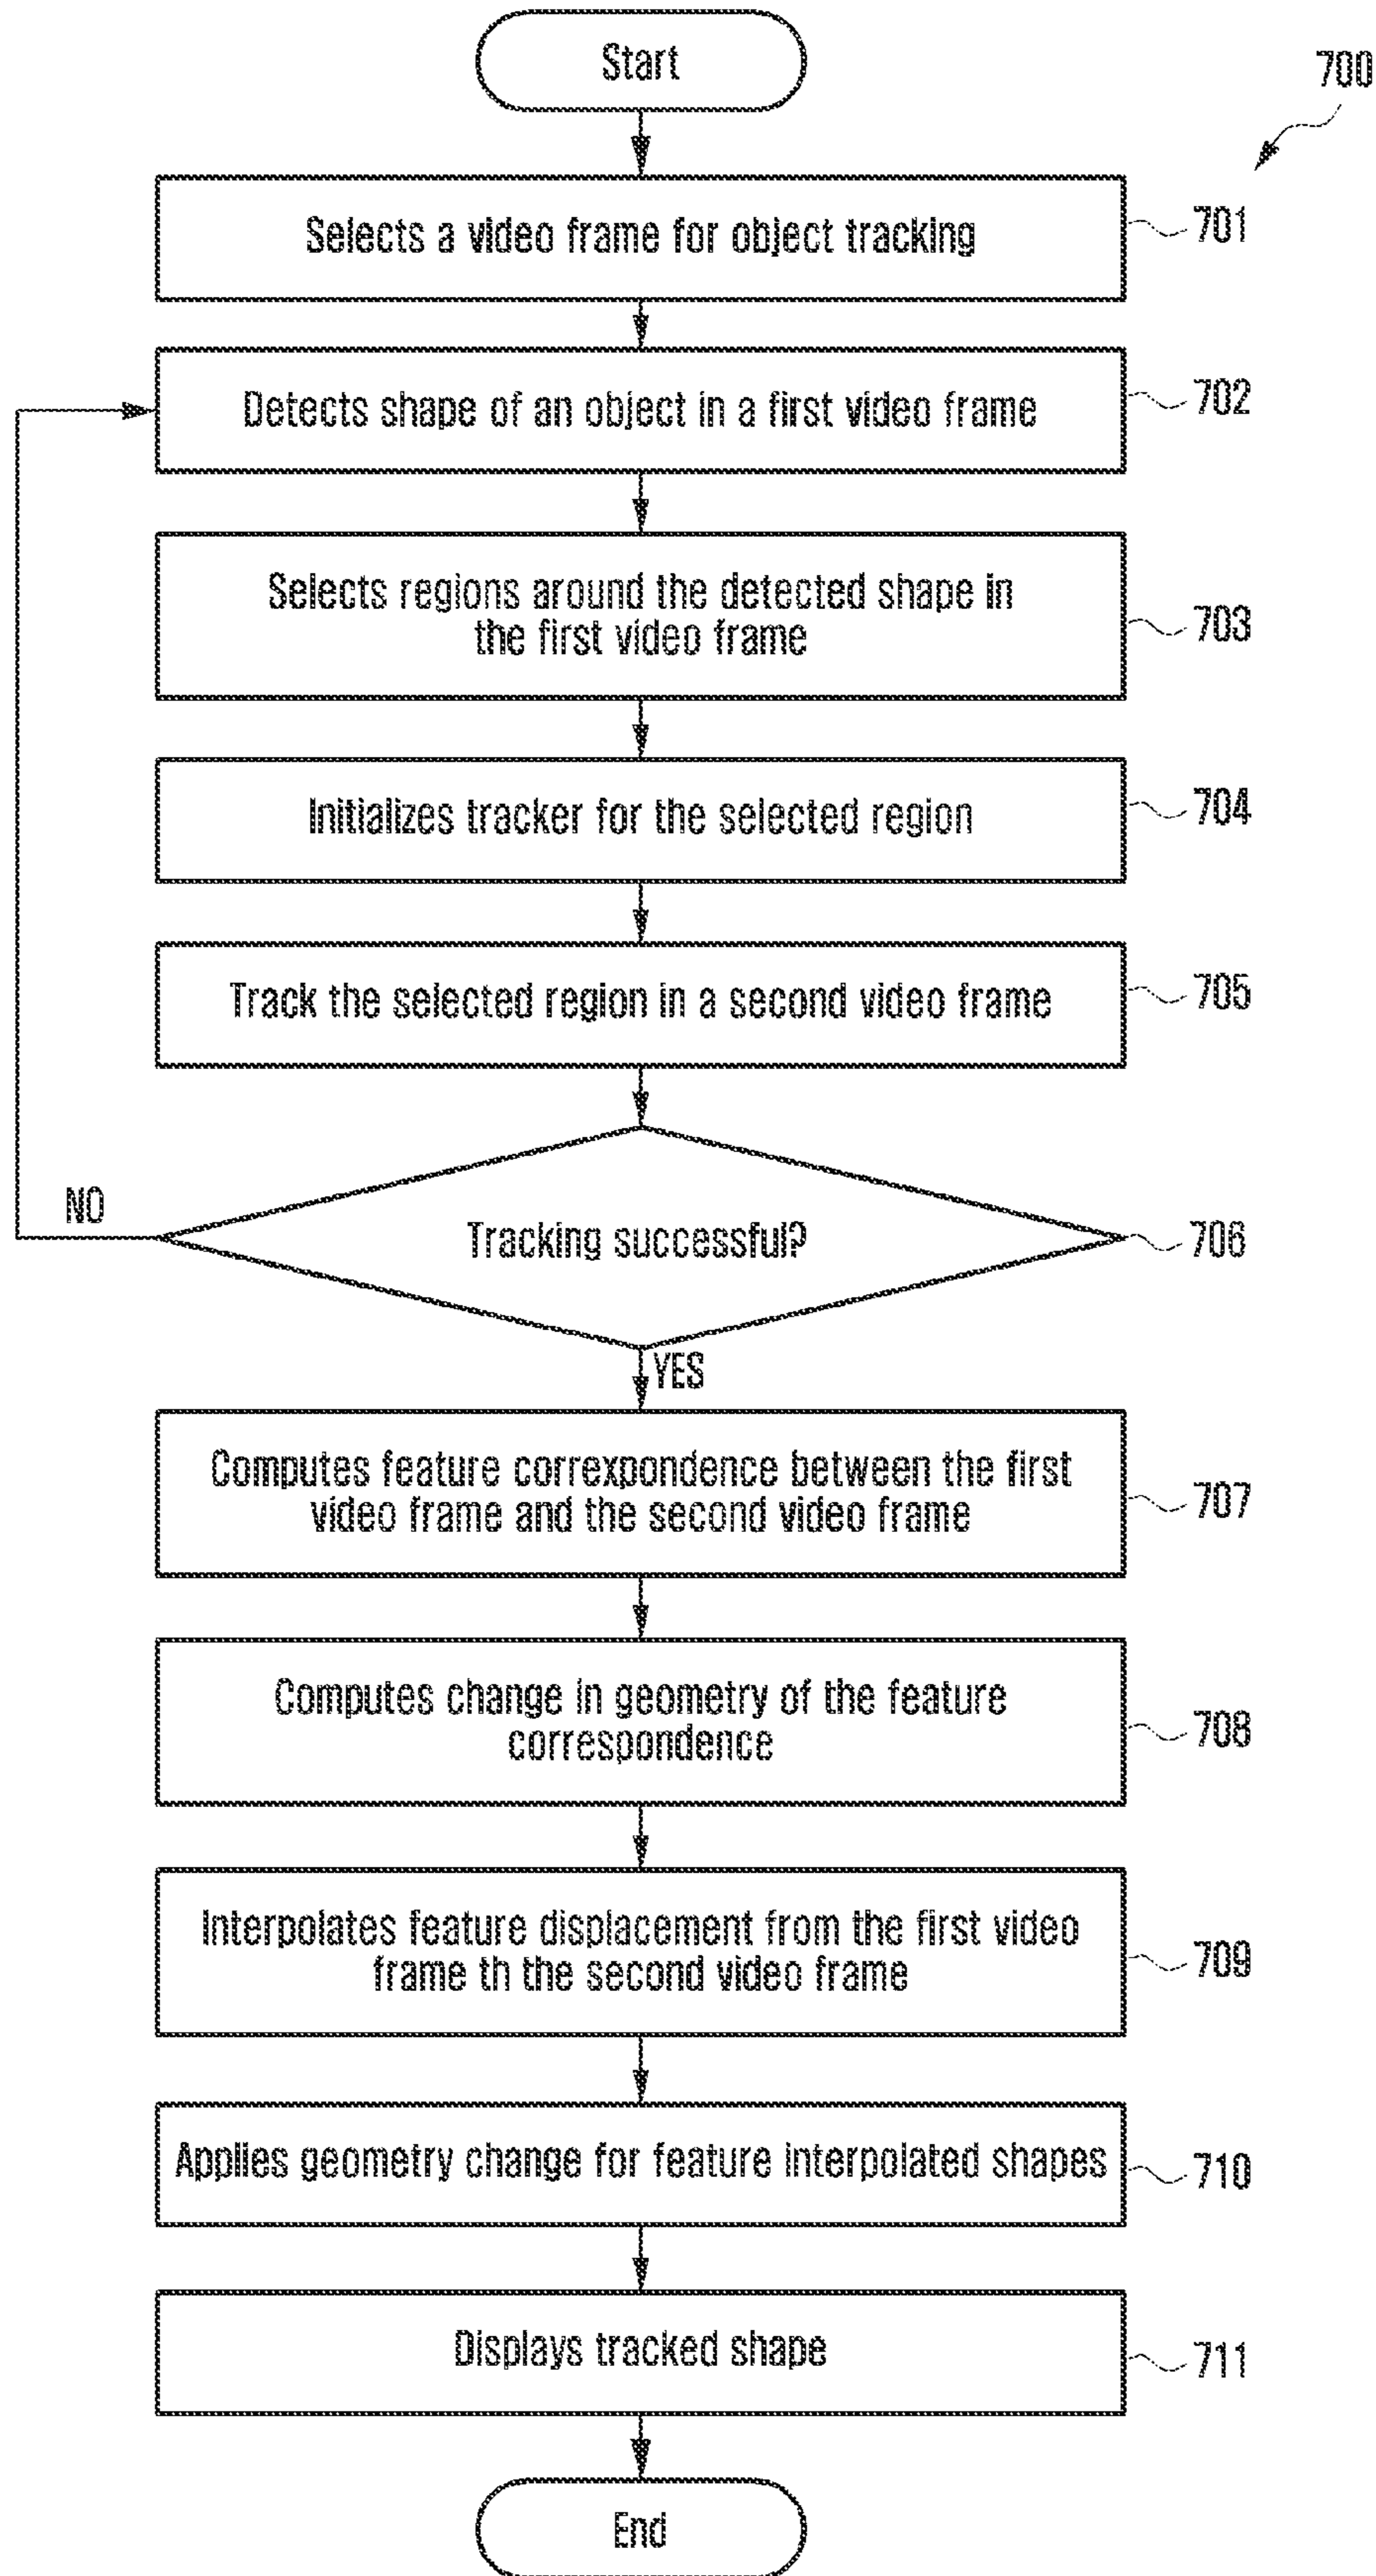 Start
700
Selects a video frame for object tracking
701
Detects shape of an object in a first video frame
702
Selects regions around the detected shape in
the first video frame
703
Initializes tracker for the selected region
704
Track the selected region in a second video frame
705
NO
Tracking successful?
706
YES
Computes feature correxpondence between the first
video frame and the second video frame
707
Computes change in geometry of the feature
correspondence
708
Interpolates feature displacement from the first video
frame th the second video frame
709
Applies geometry change for feature interpolated shapes
710
Displays tracked shape
711
End